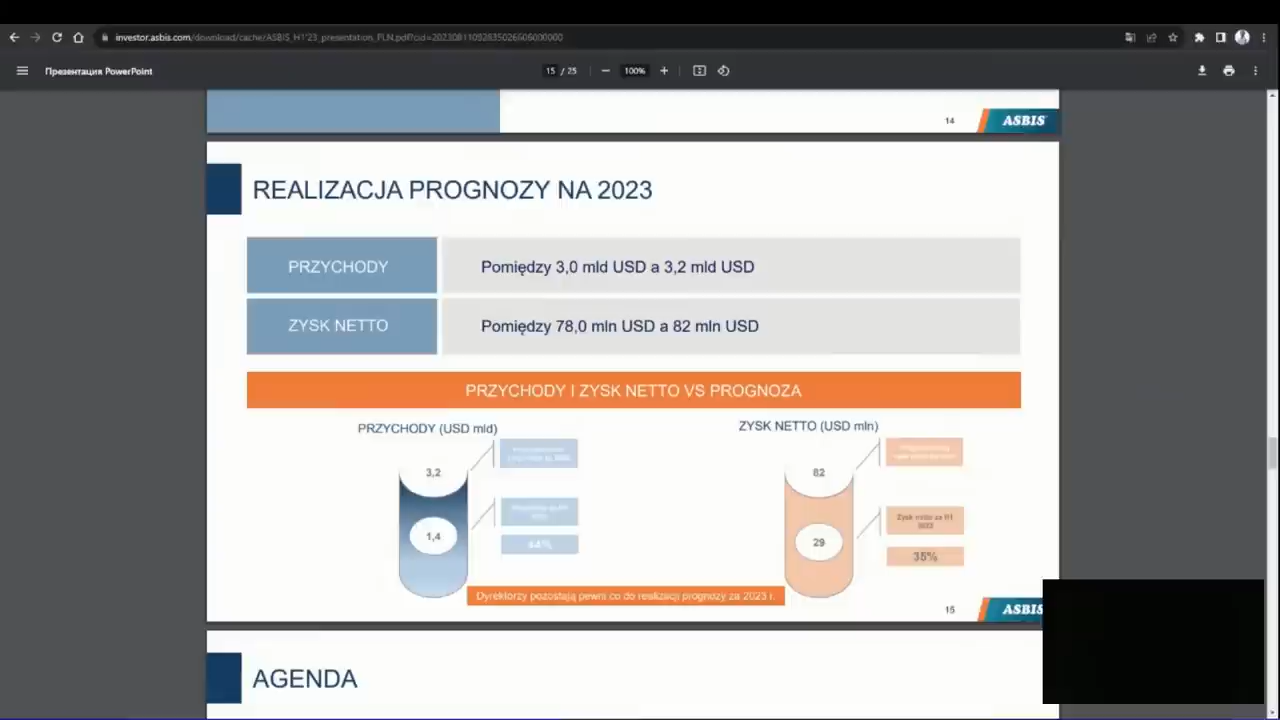 investor.asbis.com/download/cache/ASBIS_H1'23_presentation_PLN.pdf?cid=20230811092835026606000000
Презентация PowerPoint
15 / 25
100%
14
ASBIS
REALIZACJA PROGNOZY NA 2023
PRZYCHODY
Pomiędzy 3,0 mld USD a 3,2 mld USD
ZYSK NETTO
Pomiędzy 78,0 mln USD a 82 mln USD
PRZYCHODY I ZYSK NETTO VS PROGNOZA
PRZYCHODY (USD mld)
3,2
1,4
44%
ZYSK NETTO (USD mln)
82
29
Zysk netto za H1
35%
Dyrektorzy pozostają pewni co do realizacji prognozy za 2023 r.
15
ASBIS
AGENDA